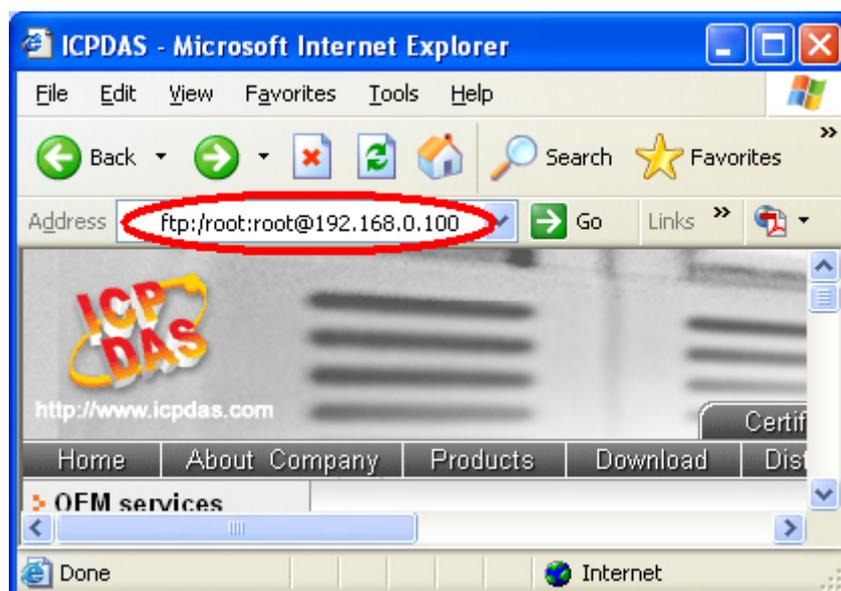 ICPDAS - Microsoft Internet Explorer
File Edit View Favorites Tools Help
Back Search Favorites »
Address ftp:/root:root@192.168.0.100 Go Links »
ICP
DAS
http://www.icpdas.com
Certif
Home About Company Products Download Dist
OEM services
Done Internet